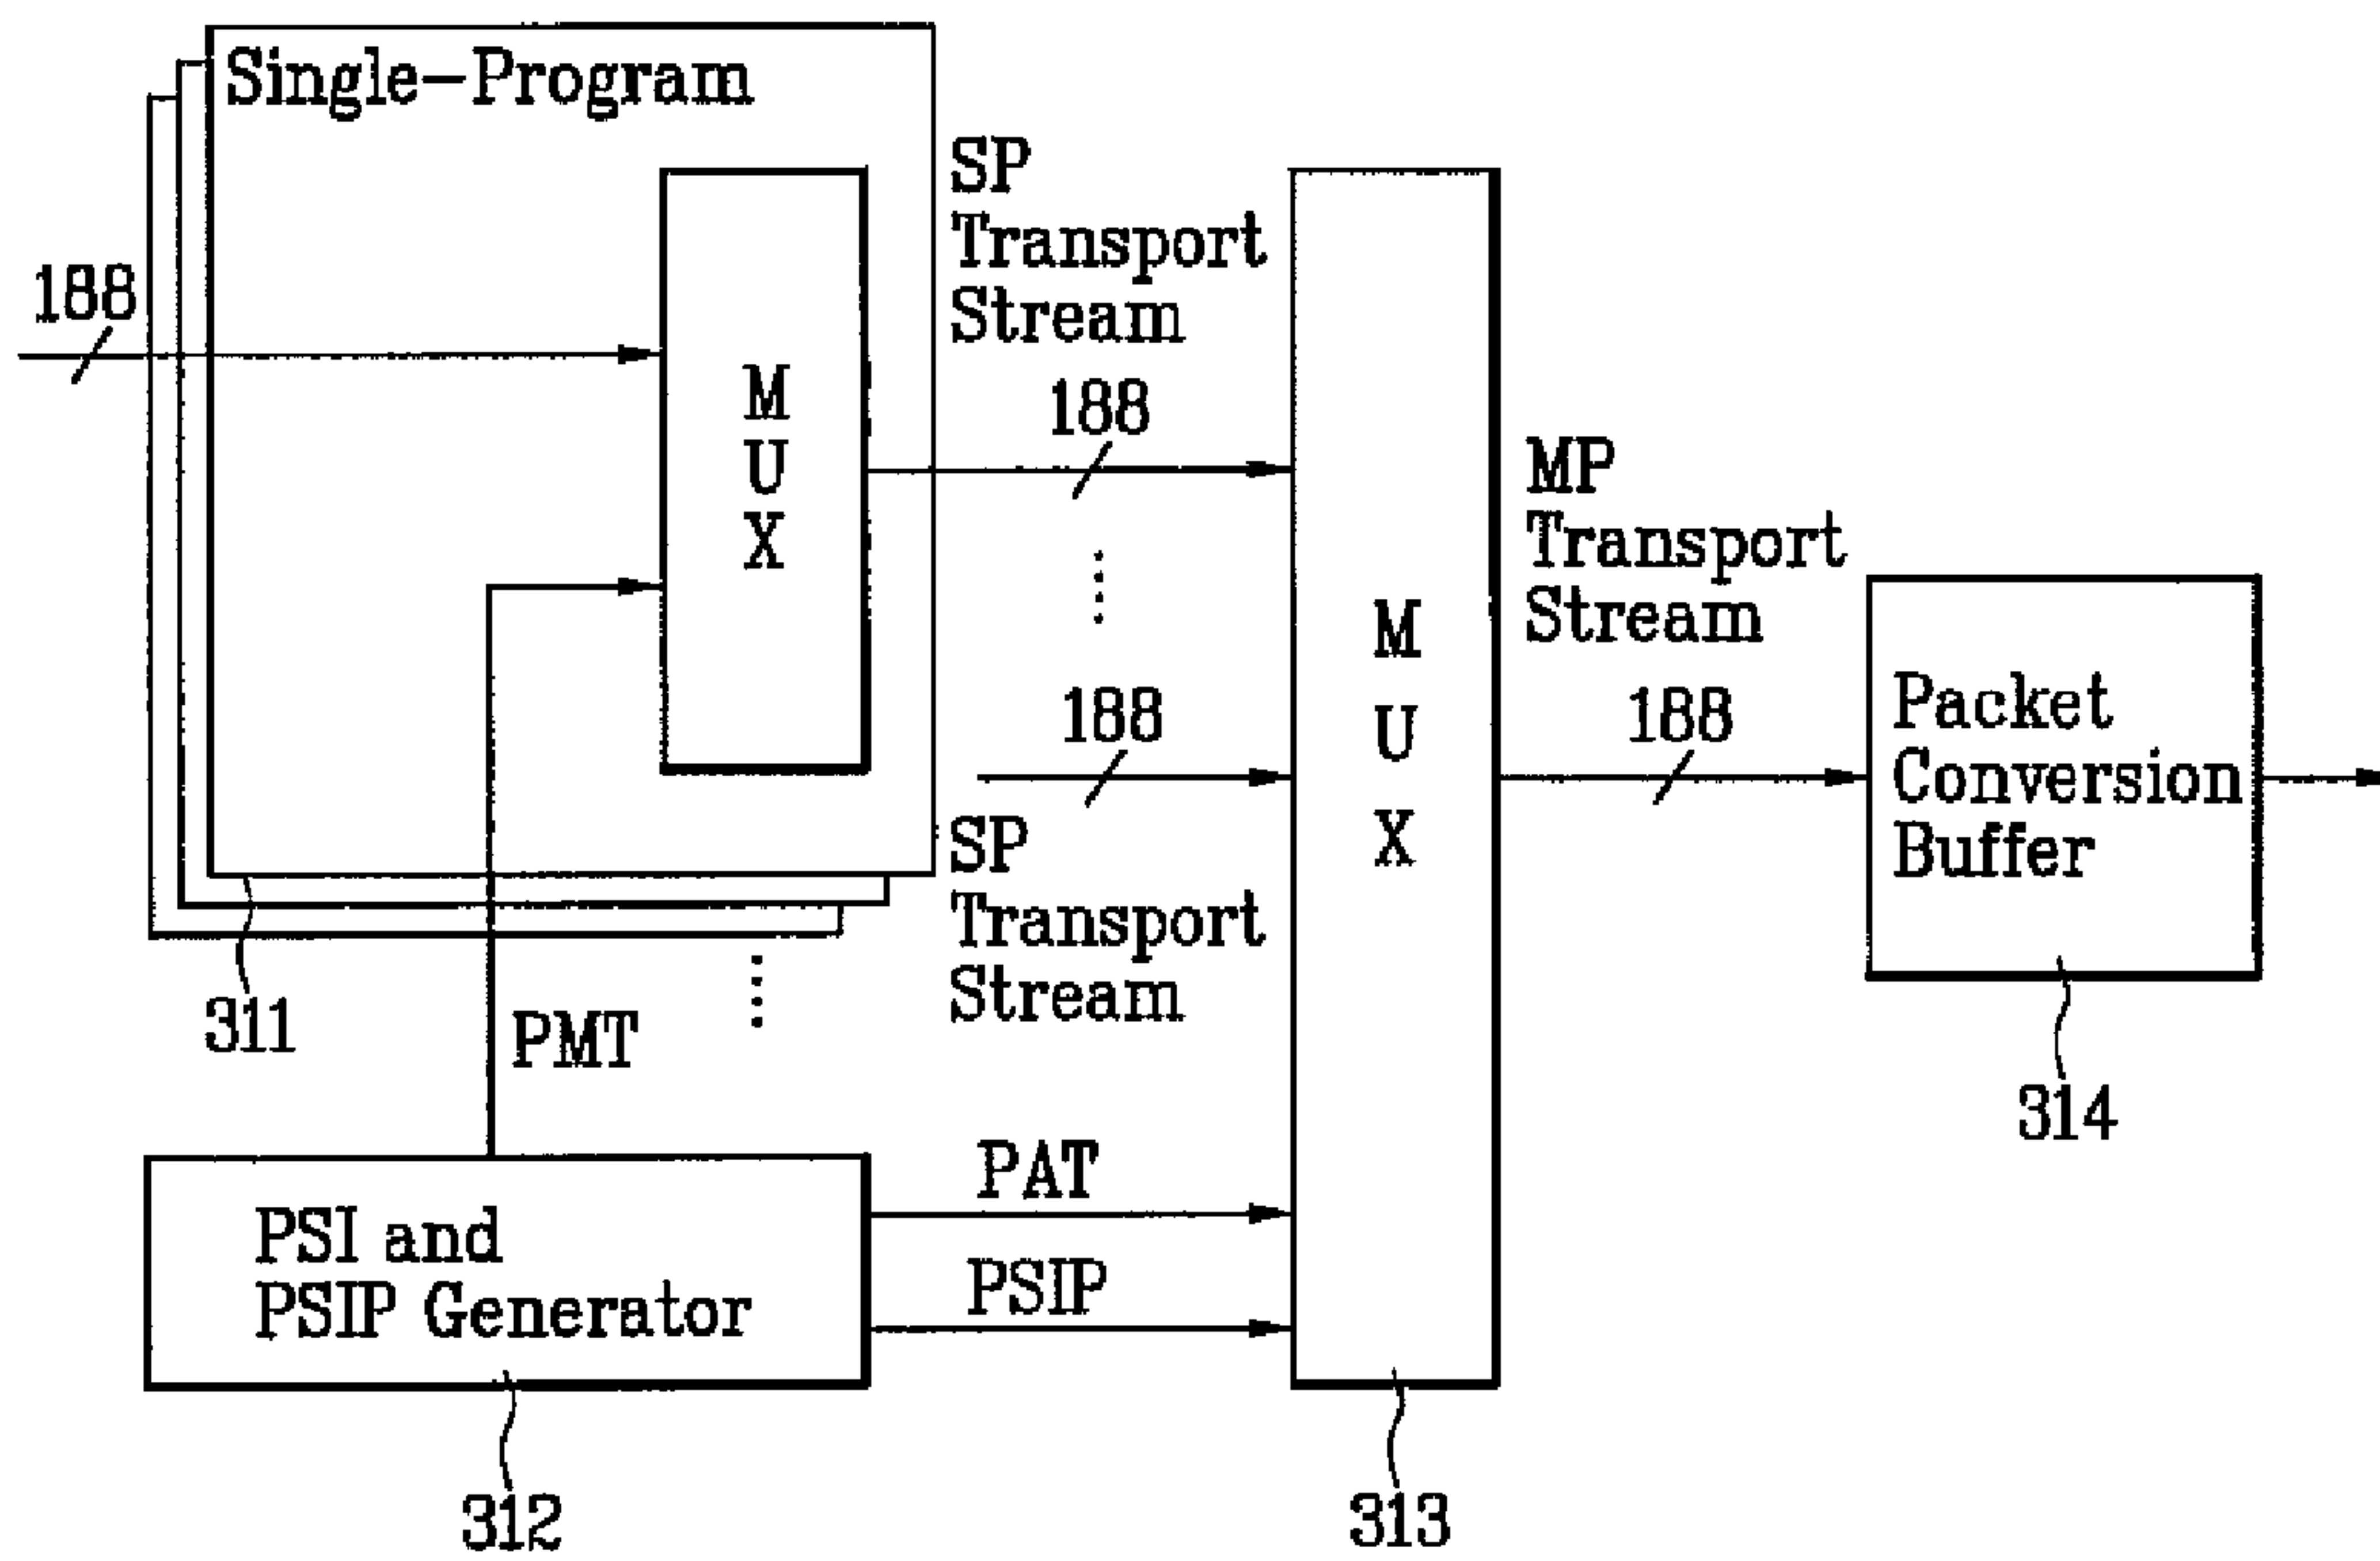 Single-Program
SP
Transport
Stream
188
188
M
U
X
MP
Transport
Stream
M
U
X
188
188
Packet
Conversion
Buffer
SP
Transport
Stream
311
PMT
314
PAT
PSI and
PSIP Generator
PSIP
312
313